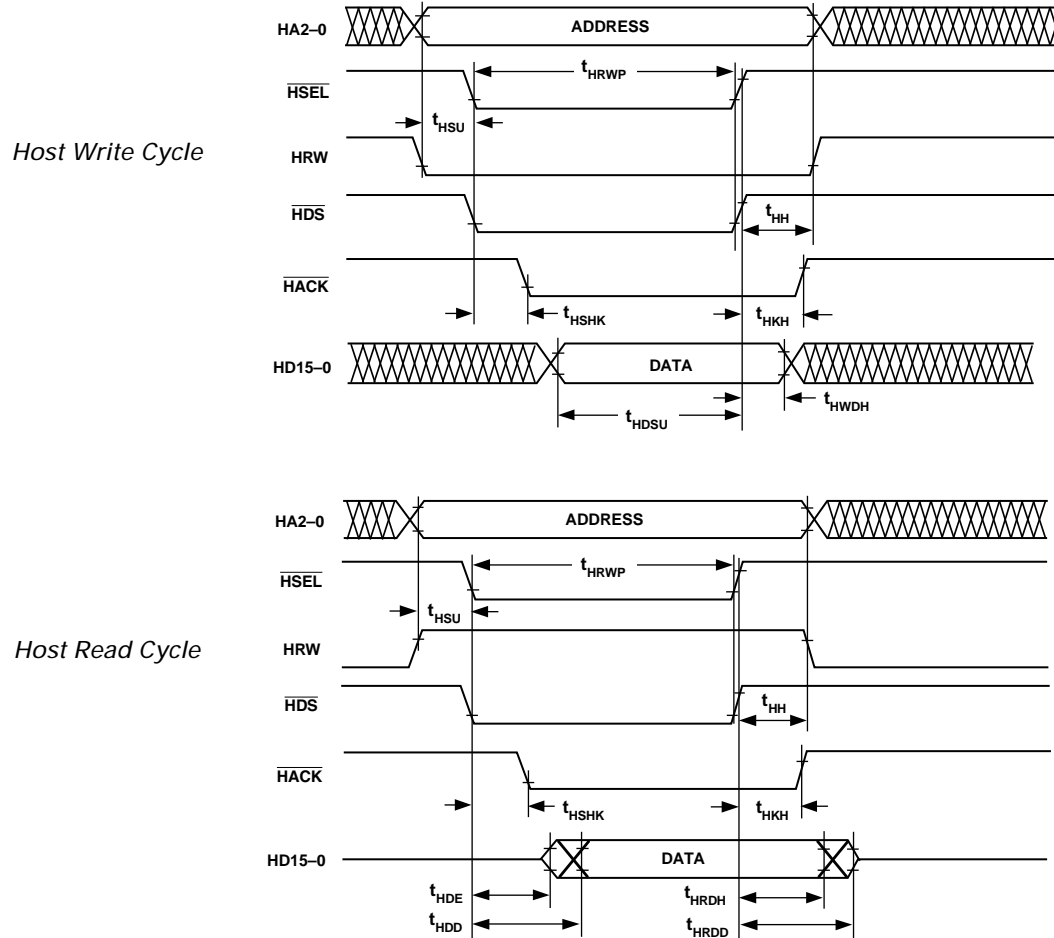 HA2–0
ADDRESS
HSEL
tHRWP
tHSU
Host Write Cycle
HRW
HDS
tHH
HACK
tHSHK
tHKH
HD15–0
DATA
tHWDH
tHDSU
HA2–0
ADDRESS
HSEL
tHRWP
tHSU
Host Read Cycle
HRW
HDS
tHH
HACK
tHSHK
tHKH
HD15–0
DATA
tHDE
tHRDH
tHDD
tHRDD